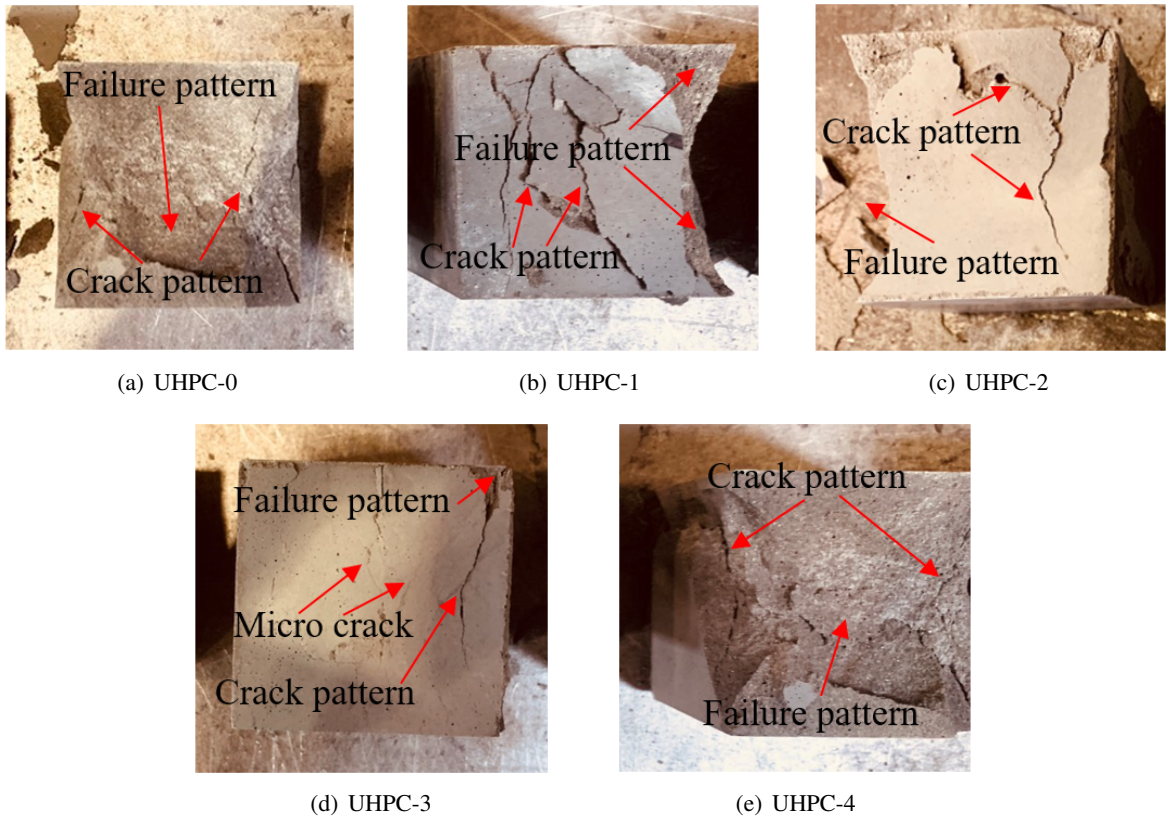 Failure pattern
Crack pattern
(a) UHPC-0
Failure pattern
Crack pattern
(b) UHPC-1
Crack pattern
Failure pattern
(c) UHPC-2
Failure pattern
Micro crack
Crack pattern
(d) UHPC-3
Crack pattern
Failure pattern
(e) UHPC-4